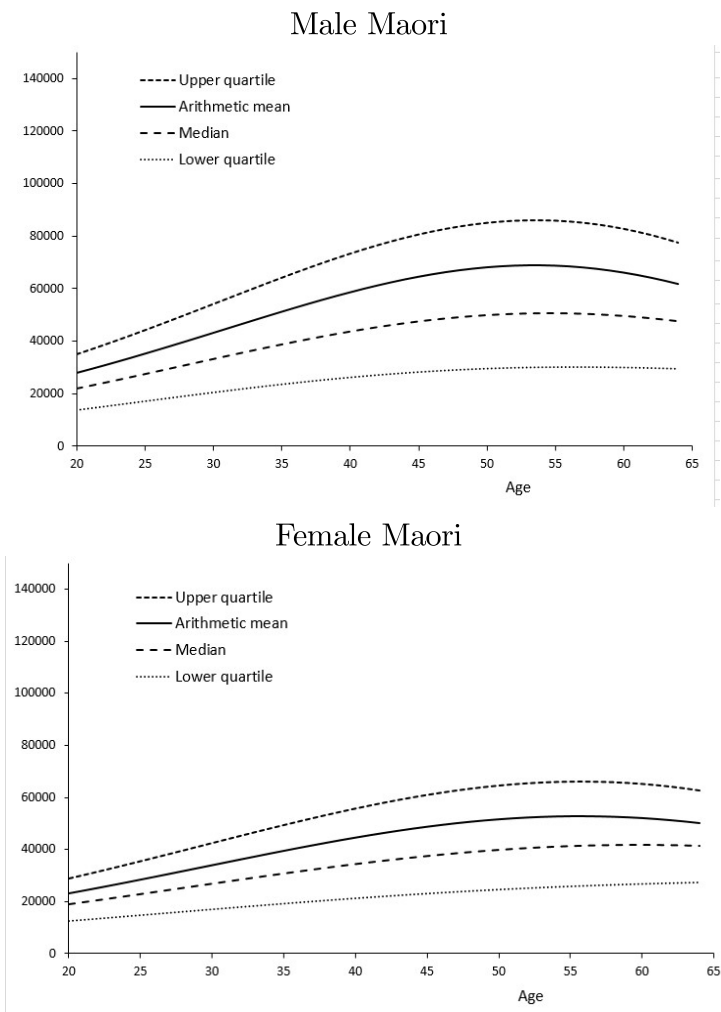 Male Maori
140000
120000
100000
80000
60000
40000
20000
0
Upper quartile
Arithmetic mean
Median
Lower quartile
20 25 30 35 40 45 50 55 60 65
Age
Female Maori
140000
120000
100000
80000
60000
40000
20000
0
Upper quartile
Arithmetic mean
Median
Lower quartile
20 25 30 35 40 45 50 55 60 65
Age